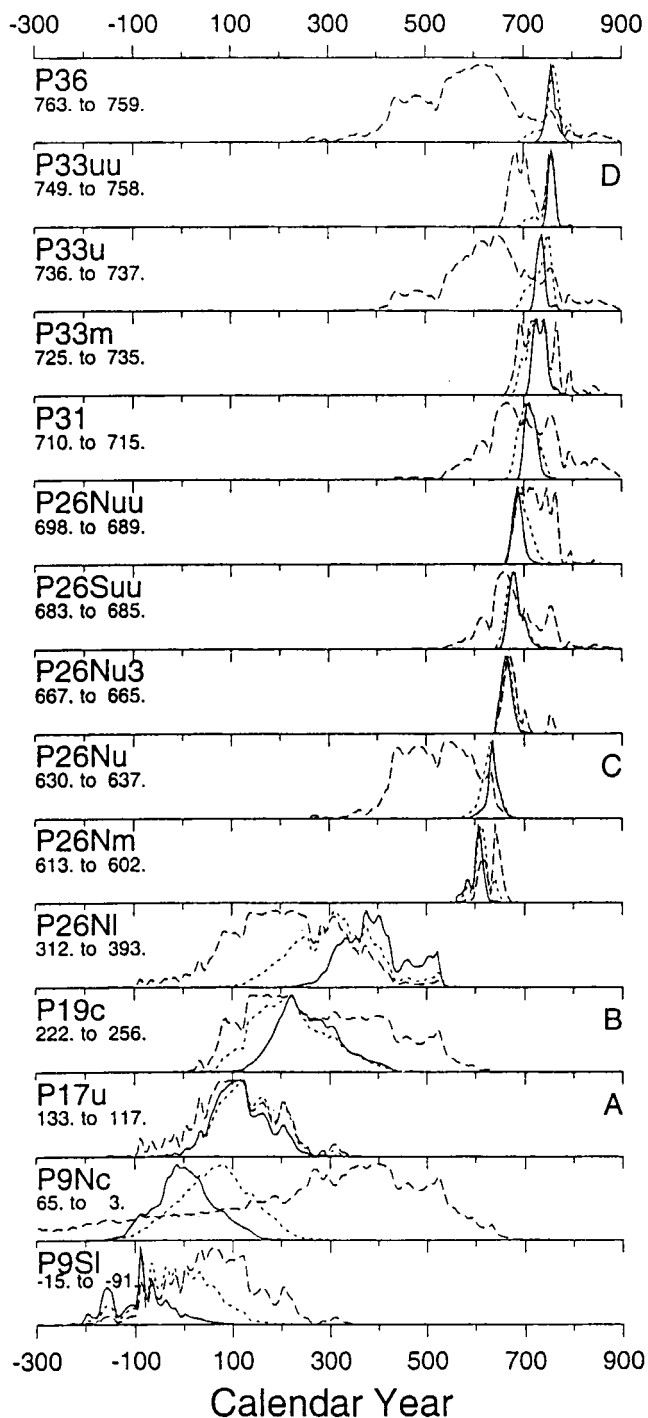 -300 -100 100 300 500 700 900
P36
763. to 759.
P33uu
749. to 758.
D
P33u
736. to 737.
P33m
725. to 735.
P31
710. to 715.
P26Nuu
698. to 689.
P26Suu
683. to 685.
P26Nu3
667. to 665.
P26Nu
630. to 637.
C
P26Nm
613. to 602.
P26Nl
312. to 393.
P19c
222. to 256.
B
P17u
133. to 117.
A
P9Nc
65. to 3.
P9Sl
-15. to -91.
-300 -100 100 300 500 700 900
Calendar Year